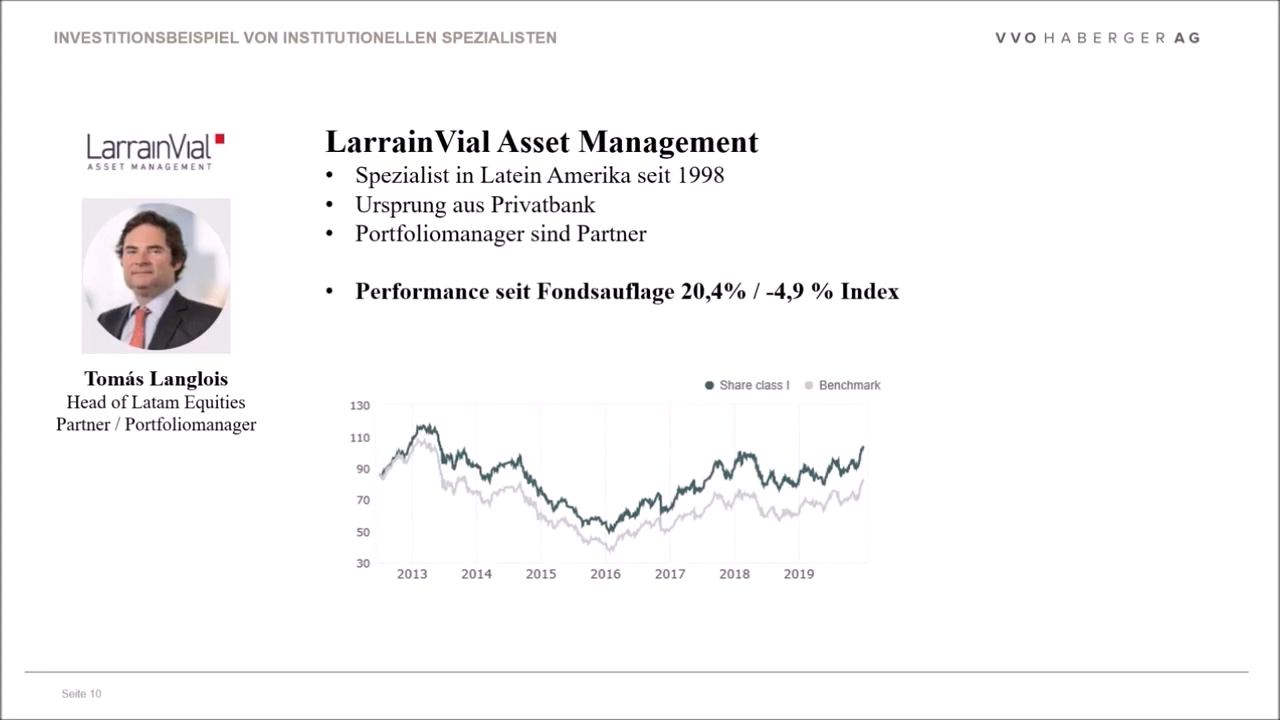 INVESTITIONSBEISPIEL VON INSTITUTIONELLEN SPEZIALISTEN
VVO HABERGER AG
LarrainVial
ASSET MANAGEMENT
LarrainVial Asset Management
• Spezialist in Latein Amerika seit 1998
• Ursprung aus Privatbank
• Portfoliomanager sind Partner
• Performance seit Fondsauflage 20,4% / -4,9 % Index
Tomás Langlois
Head of Latam Equities
Partner / Portfoliomanager
Share class I Benchmark
130
110
90
70
50
30
2013 2014 2015 2016 2017 2018 2019
Seite 10